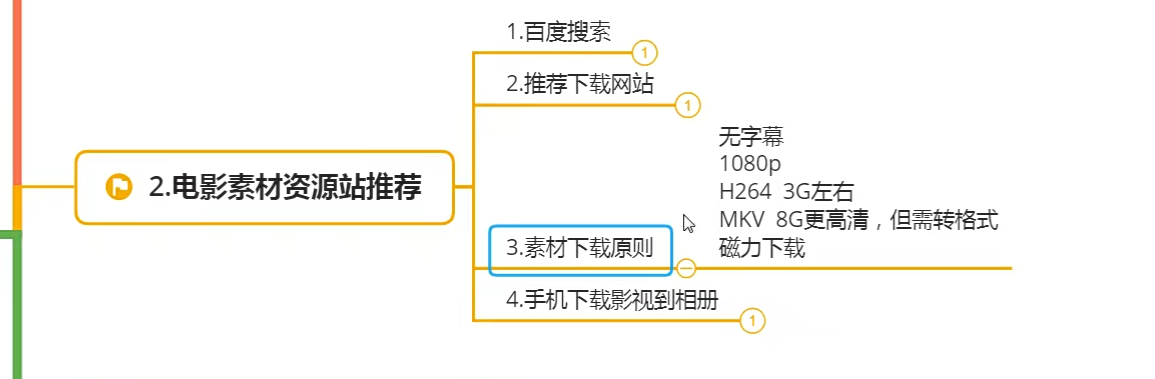 1.百度搜索
1
2.推荐下载网站
1
2.电影素材资源站推荐
无字幕
1080p
H264  3G左右
MKV  8G更高清，但需转格式
磁力下载
3.素材下载原则
4.手机下载影视到相册
1